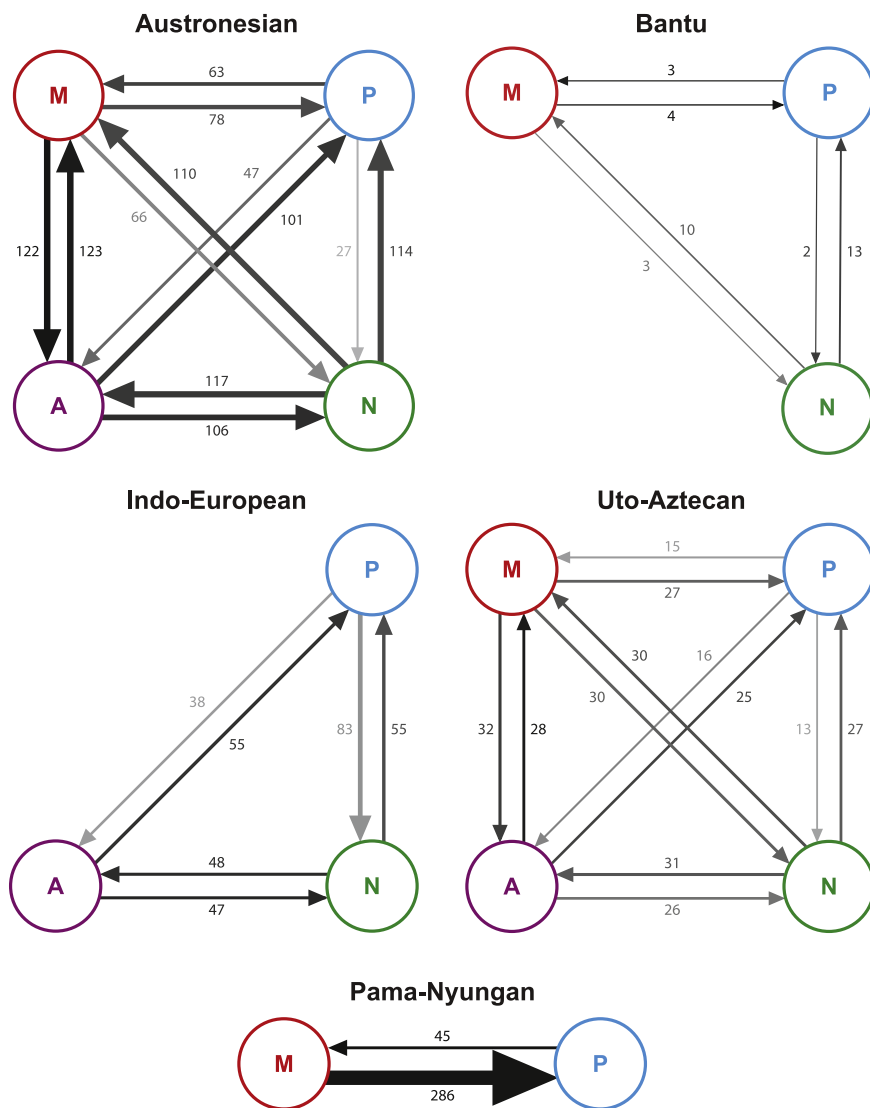 Austronesian
Bantu
M
63
P
78
110
47
66
101
122
123
27
114
117
A
N
106
M
3
P
4
10
3
2
13
N
Indo-European
Uto-Aztecan
P
38
55
83
55
48
A
N
47
M
15
P
27
30
16
30
25
32
28
13
27
31
A
N
26
Pama-Nyungan
45
M
P
286